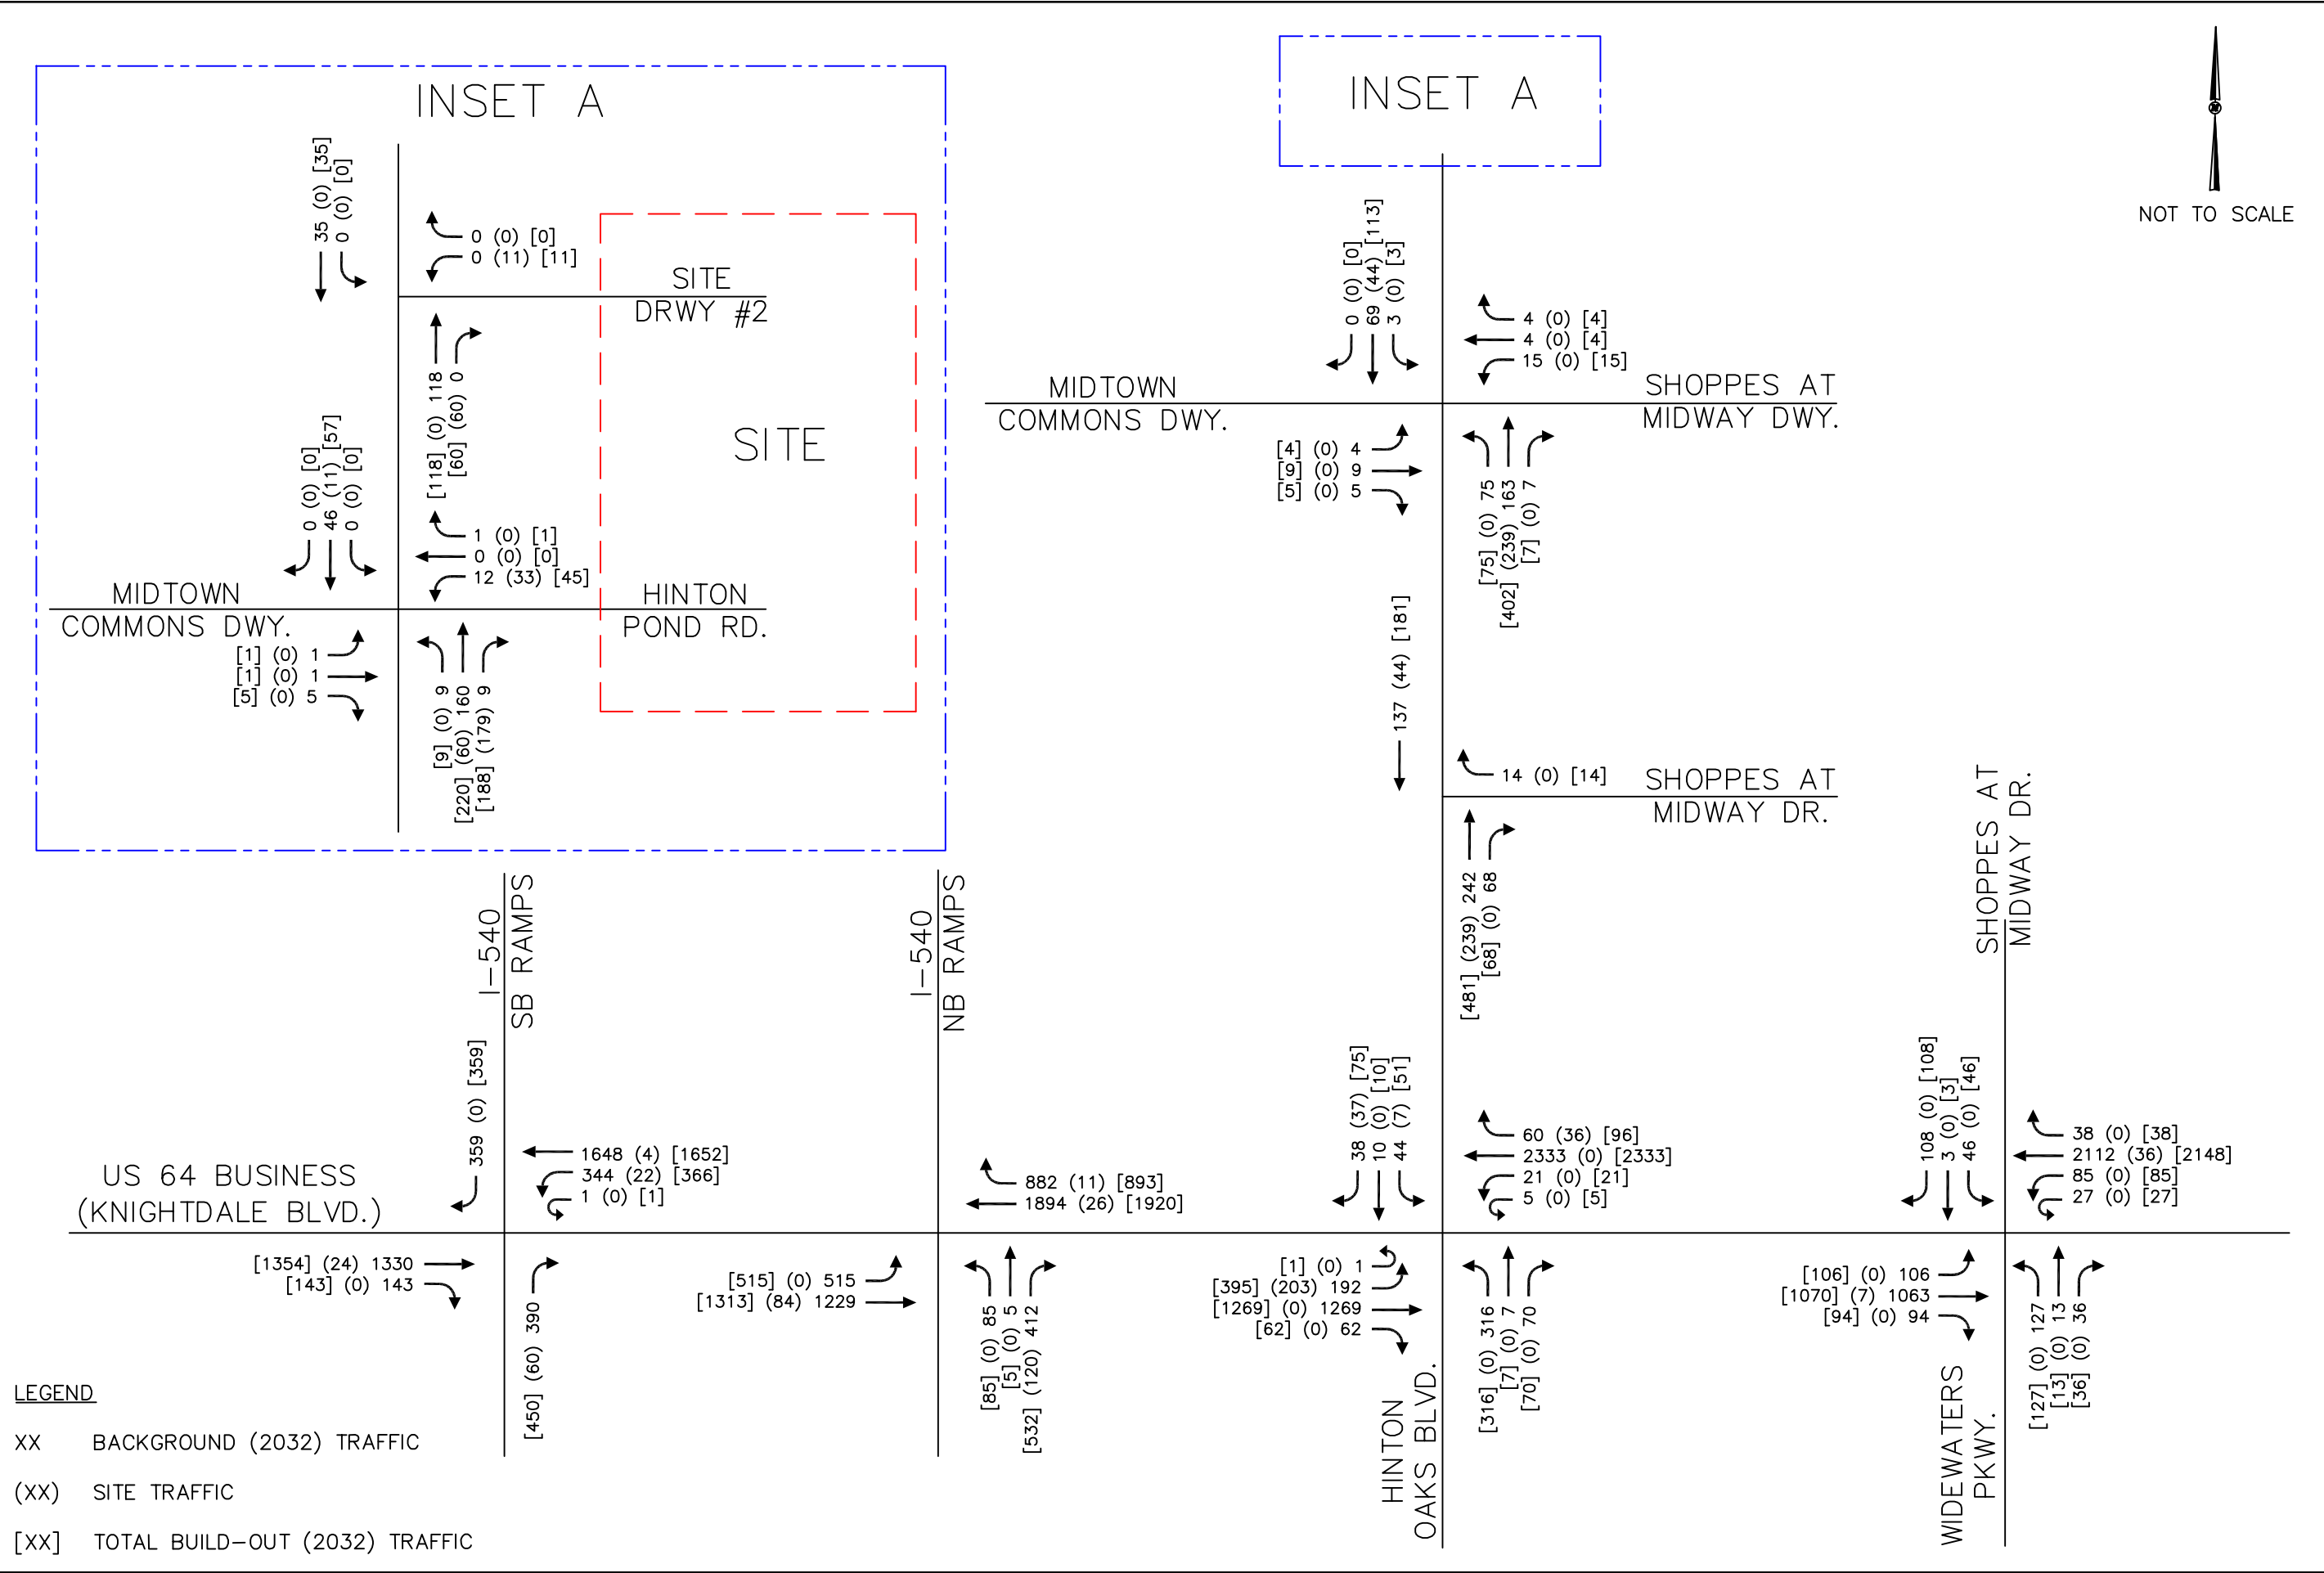 INSET A
35 (0) [35]
0 (0) [0]
0 (0) [0]
0 (11) [11]
SITE
DRWY #2
[118] (0) 118
[60] (60) 0
SITE
0 (0) [0]
46 (11) [57]
0 (0) [0]
1 (0) [1]
0 (0) [0]
12 (33) [45]
MIDTOWN
COMMONS DWY.
HINTON
POND RD.
[1] (0) 1
[1] (0) 1
[5] (0) 5
[9] (0) 9
[220] (60) 160
[188] (179) 9
INSET A
NOT TO SCALE
0 (0) [0]
69 (44) [113]
3 (0) [3]
4 (0) [4]
4 (0) [4]
15 (0) [15]
MIDTOWN
COMMONS DWY.
SHOPPES AT
MIDWAY DWY.
[4] (0) 4
[9] (0) 9
[5] (0) 5
[75] (0) 75
[402] (239) 163
[7] (0) 7
137 (44) [181]
14 (0) [14]
SHOPPES AT
MIDWAY DR.
[481] (239) 242
[68] (0) 68
SHOPPES AT
MIDWAY DR.
I-540
SB RAMPS
I-540
NB RAMPS
359 (0) [359]
1648 (4) [1652]
344 (22) [366]
1 (0) [1]
US 64 BUSINESS
(KNIGHTDALE BLVD.)
[1354] (24) 1330
[143] (0) 143
[450] (60) 390
882 (11) [893]
1894 (26) [1920]
[515] (0) 515
[1313] (84) 1229
[85] (0) 85
[5] (0) 5
[532] (120) 412
38 (37) [75]
10 (0) [10]
44 (7) [51]
60 (36) [96]
2333 (0) [2333]
21 (0) [21]
5 (0) [5]
[1] (0) 1
[395] (203) 192
[1269] (0) 1269
[62] (0) 62
[316] (0) 316
[7] (0) 7
[70] (0) 70
HINTON
OAKS BLVD.
108 (0) [108]
3 (0) [3]
46 (0) [46]
38 (0) [38]
2112 (36) [2148]
85 (0) [85]
27 (0) [27]
[106] (0) 106
[1070] (7) 1063
[94] (0) 94
[127] (0) 127
[13] (0) 13
[36] (0) 36
WIDEWATERS
PKWY.
LEGEND
XX BACKGROUND (2032) TRAFFIC
(XX) SITE TRAFFIC
[XX] TOTAL BUILD-OUT (2032) TRAFFIC